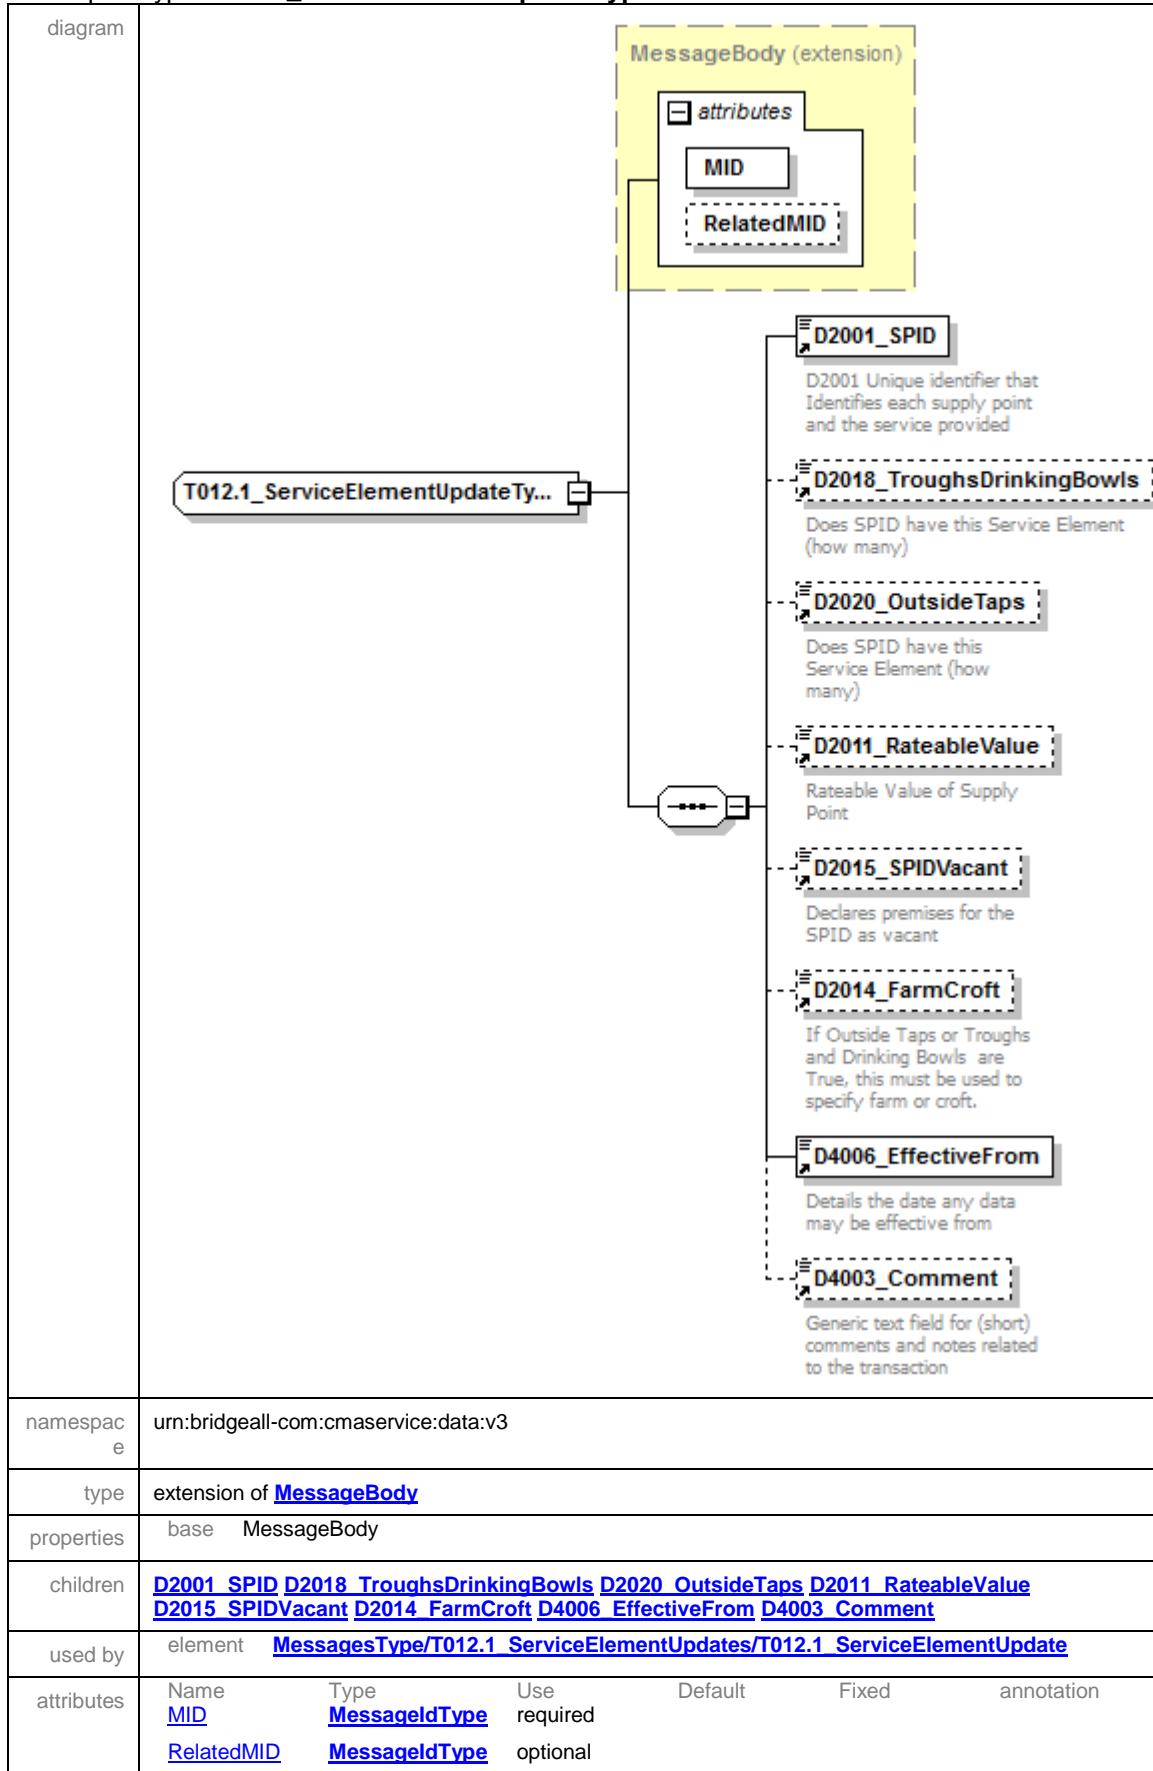 diagram
MessageBody (extension)
attributes
MID
RelatedMID
D2001_SPID
D2001 Unique identifier that
Identifies each supply point
and the service provided
T012.1_ServiceElementUpdateTy...
D2018_TroughsDrinkingBowls
Does SPID have this Service Element
(how many)
D2020_OutsideTaps
Does SPID have this
Service Element (how
many)
D2011_RateableValue
Rateable Value of Supply
Point
D2015_SPIDVacant
Declares premises for the
SPID as vacant
D2014_FarmCroft
If Outside Taps or Troughs
and Drinking Bowls are
True, this must be used to
specify farm or croft.
D4006_EffectiveFrom
Details the date any data
may be effective from
D4003_Comment
Generic text field for (short)
comments and notes related
to the transaction
namespac
e
urn:bridgeall-com:cmaservice:data:v3
type extension of MessageBody
properties base MessageBody
children D2001_SPID D2018_TroughsDrinkingBowls D2020_OutsideTaps D2011_RateableValue
D2015_SPIDVacant D2014_FarmCroft D4006_EffectiveFrom D4003_Comment
used by element MessagesType/T012.1_ServiceElementUpdates/T012.1_ServiceElementUpdate
attributes Name Type Use Default Fixed annotation
MID MessageIdType required
RelatedMID MessageIdType optional